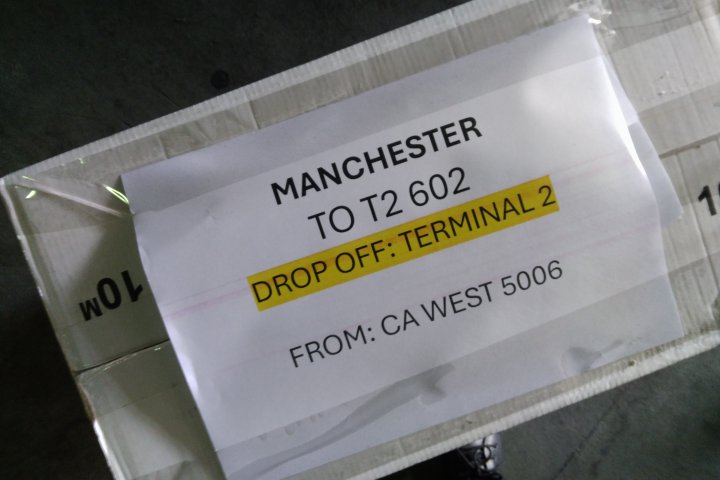 MANCHESTER
TO T2 602
DROP OFF: TERMINAL 2
FROM: CA WEST 5006
10M